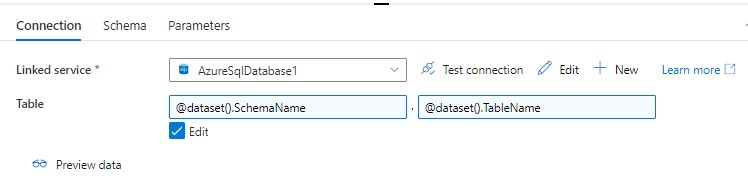 Connection Schema Parameters
Linked service * AzureSqlDatabase1 Test connection Edit New Learn more
Table @dataset().SchemaName . @dataset().TableName
Edit
Preview data